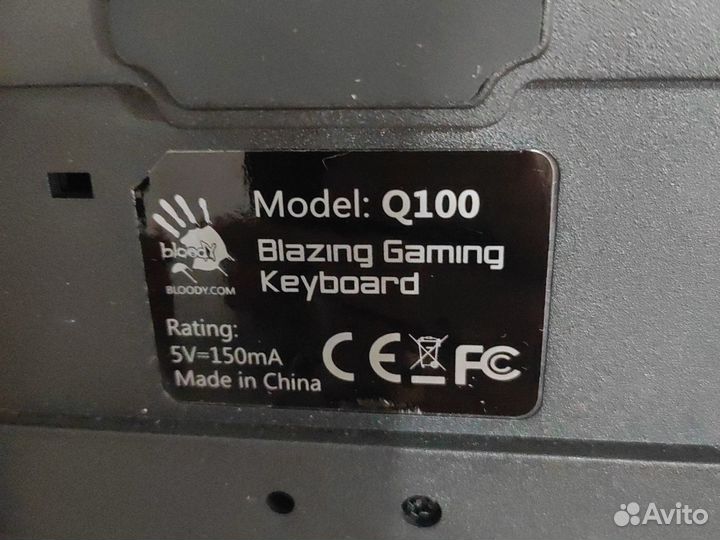 Model: Q100
bloody
BLOODY.COM
Blazing Gaming
Keyboard
Rating:
5V=150mA
Made in China
CE
FC
Avito